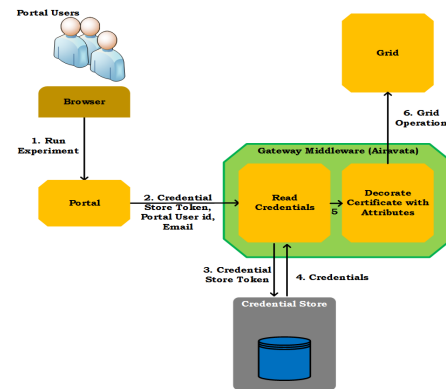 Portal Users
Browser
1. Run
Experiment
Portal
2. Credential
Store Token,
Portal User id,
Email
Gateway Middleware (Airavata)
Read
Credentials
5
Decorate
Certificate with
Attributes
6. Grid
Operation
Grid
3. Credential
Store Token
4. Credentials
Credential Store